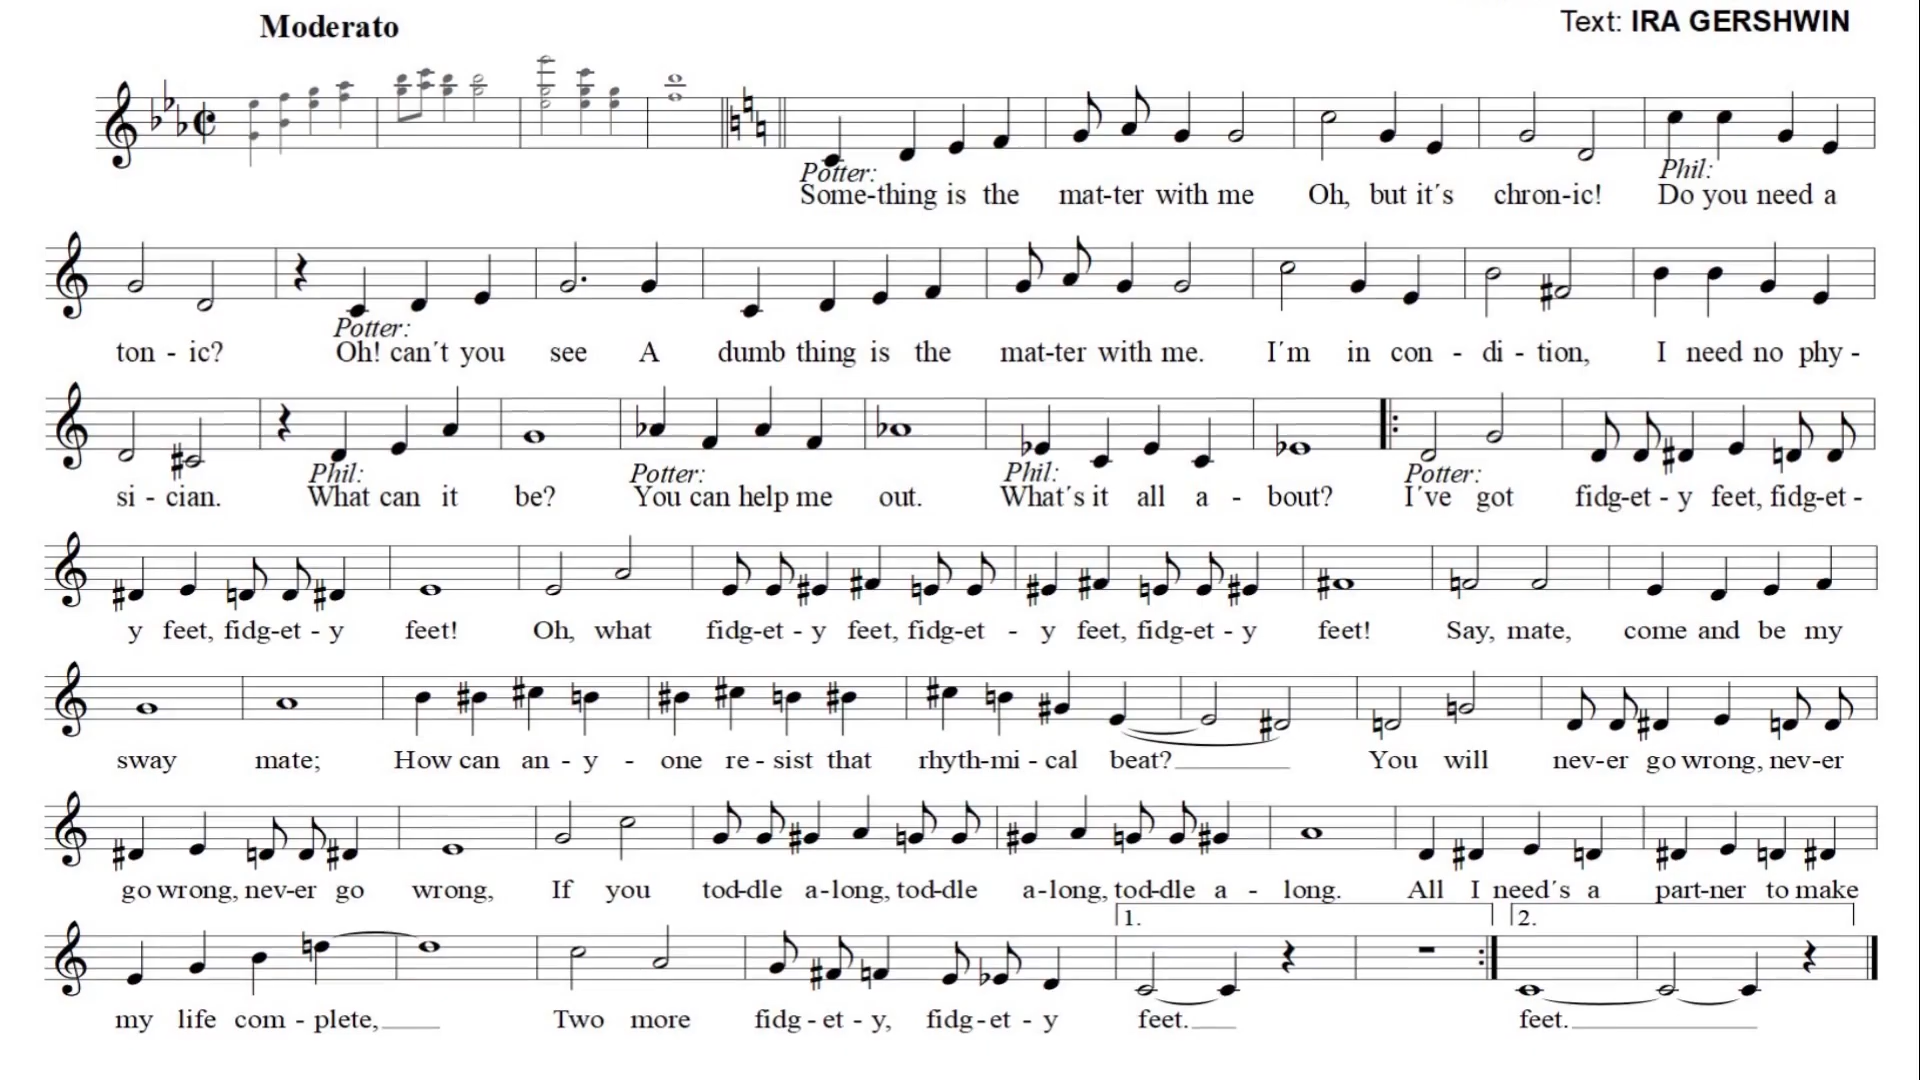 Moderato
Text: IRA GERSHWIN
Potter: Phil:
Some-thing is the mat-ter with me Oh, but it´s chron-ic! Do you need a
Potter:
ton - ic? Oh! can´t you see A dumb thing is the mat-ter with me. I´m in con - di - tion, I need no phy -
Phil: Potter: Phil: Potter:
si - cian. What can it be? You can help me out. What´s it all a - bout? I´ve got fidg-et - y feet, fidg-et -
y feet, fidg-et - y feet! Oh, what fidg-et - y feet, fidg-et - y feet, fidg-et - y feet! Say, mate, come and be my
sway mate; How can an - y - one re - sist that rhyth-mi - cal beat? You will nev-er go wrong, nev-er
go wrong, nev-er go wrong, If you tod-dle a-long, tod-dle a-long, tod-dle a - long. All I need´s a part-ner to make
1. 2.
my life com - plete, Two more fidg - et - y, fidg - et - y feet. feet.